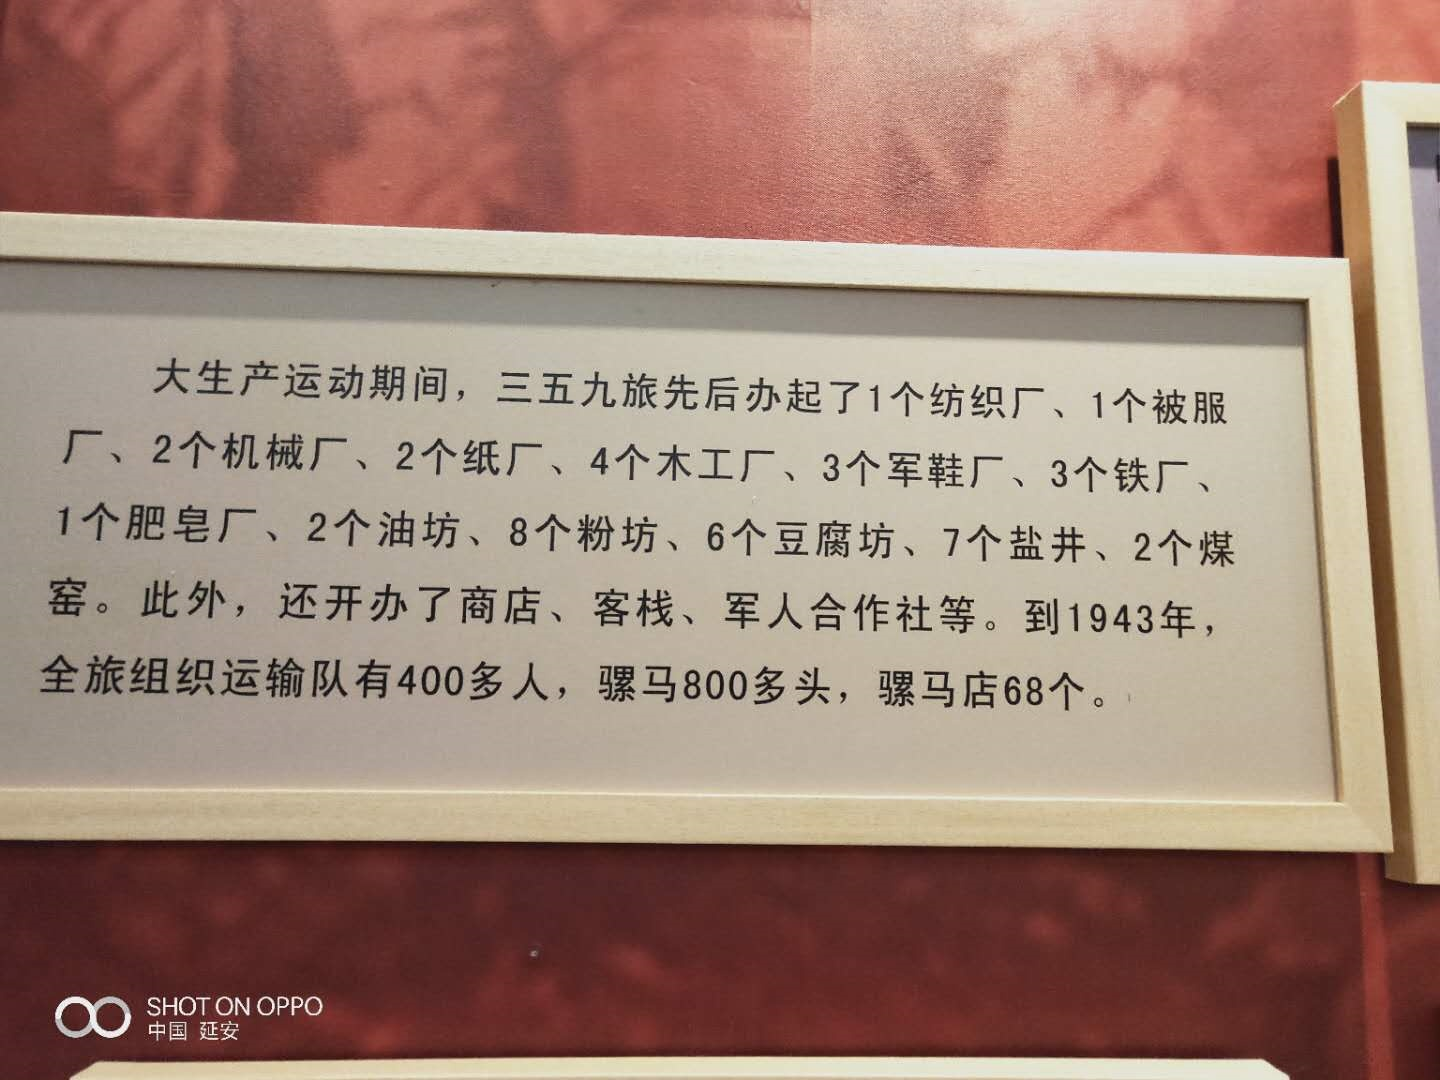 大生产运动期间，三五九旅先后办起了1个纺织厂、1个被服
厂、2个机械厂、2个纸厂、4个木工厂、3个军鞋厂、3个铁厂、
1个肥皂厂、2个油坊、8个粉坊、6个豆腐坊、7个盐井、2个煤
窑。此外，还开办了商店、客栈、军人合作社等。到1943年，
全旅组织运输队有400多人，骡马800多头，骡马店68个。
SHOT ON OPPO
中国 延安